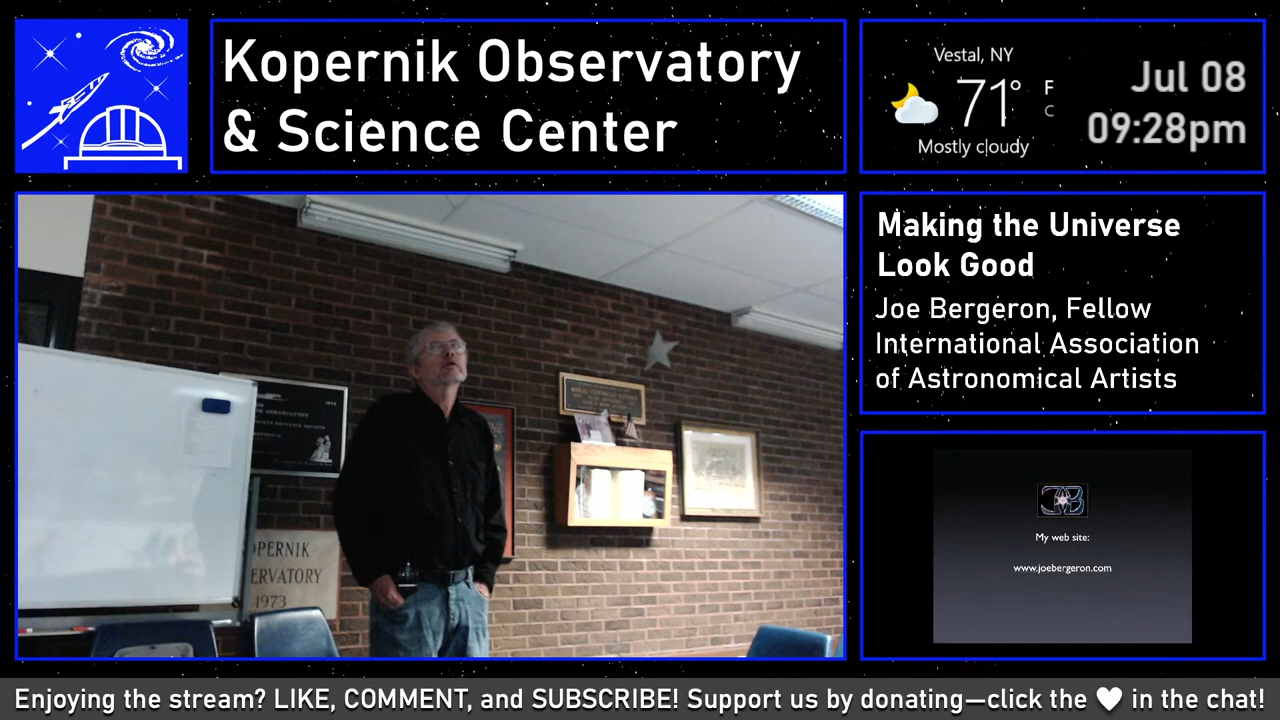 Kopernik Observatory
& Science Center
Vestal, NY
71° F
C
Mostly cloudy
Jul 08
09:28pm
Making the Universe
Look Good
Joe Bergeron, Fellow
International Association
of Astronomical Artists
OPERNIK
ERVATORY
1973
My web site:
www.joebergeron.com
Enjoying the stream? LIKE, COMMENT, and SUBSCRIBE! Support us by donating—click the ♥ in the chat!